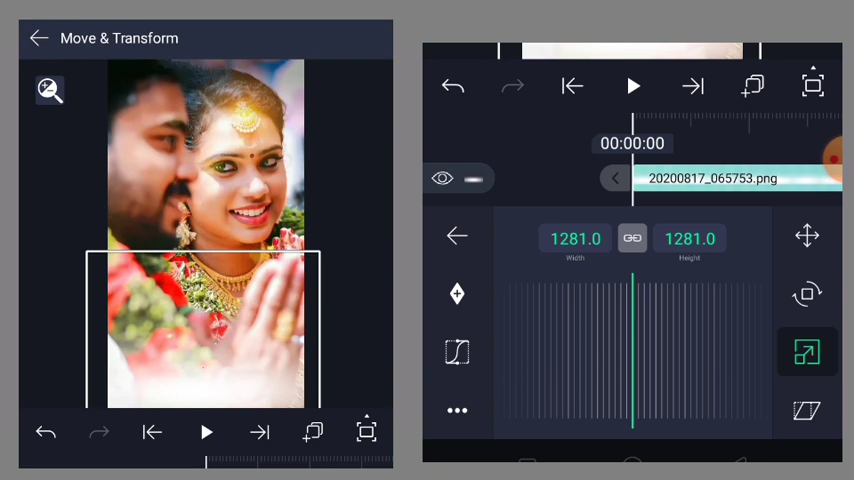 Move & Transform
00:00:00
20200817_065753.png
1281.0 1281.0
Width Height